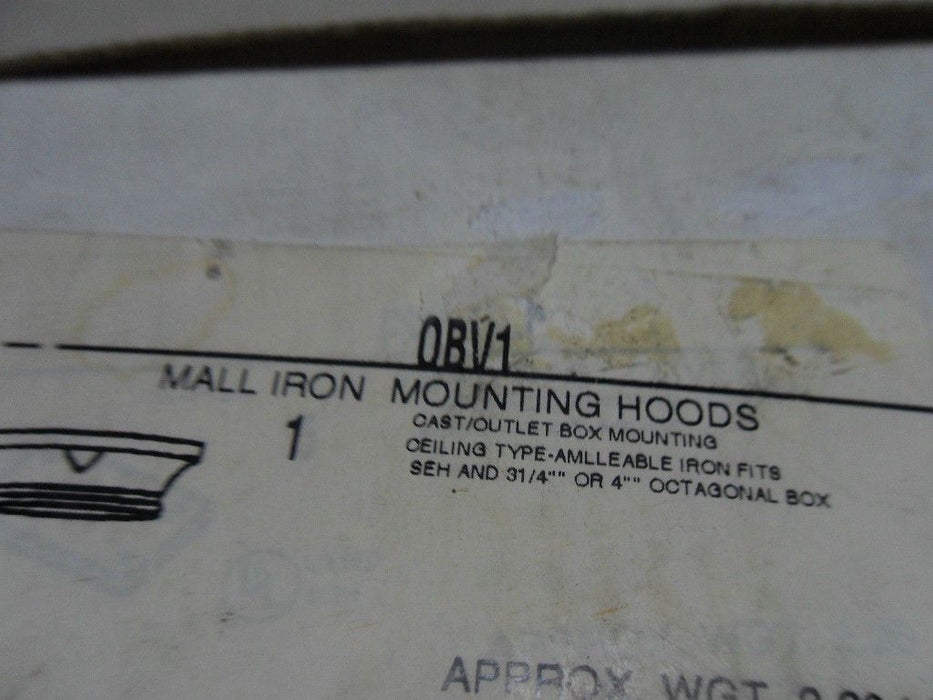 OBV1
MALL IRON MOUNTING HOODS
1
CAST/OUTLET BOX MOUNTING
CEILING TYPE-AMLLEABLE IRON FITS
SEH AND 31/4"" OR 4"" OCTAGONAL BOX
APPROX WGT